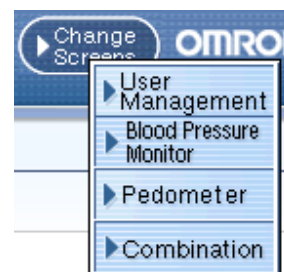 Change
Screens
OMRO
User
Management
Blood Pressure
Monitor
Pedometer
Combination